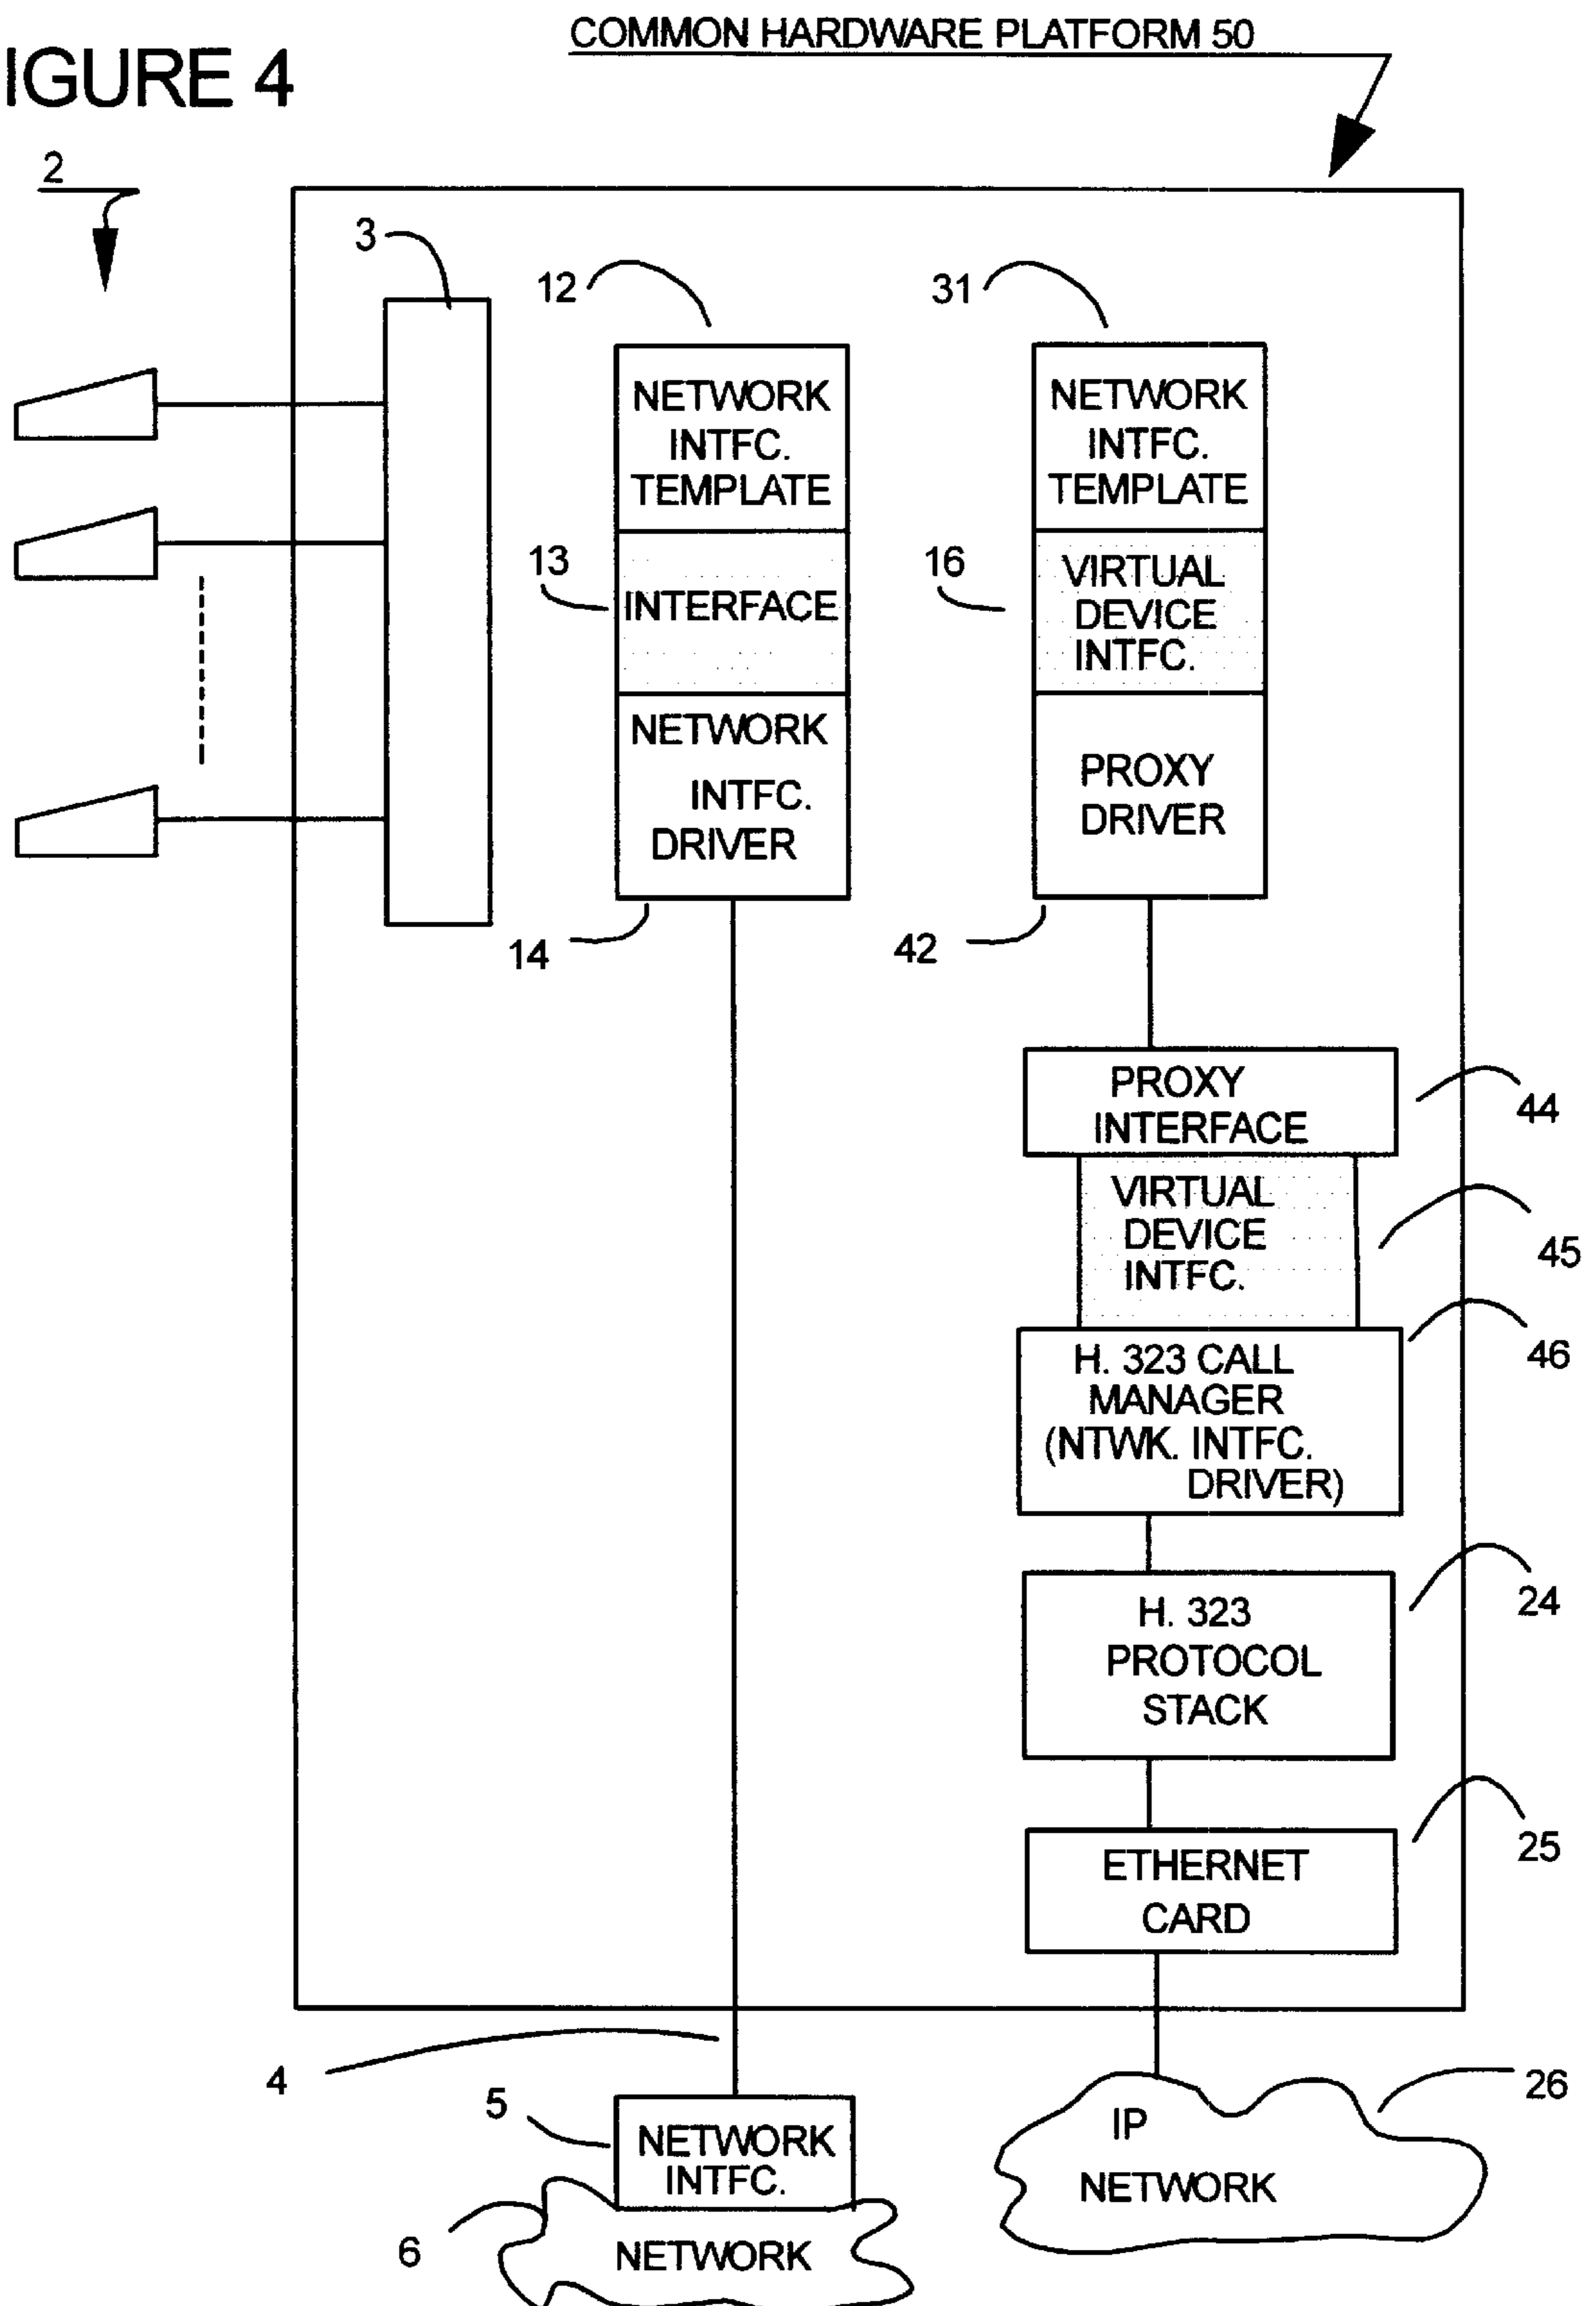 COMMON HARDWARE PLATFORM 50
IGURE 4
2
3
12
31
NETWORK
INTFC.
TEMPLATE
NETWORK
INTFC.
TEMPLATE
13
INTERFACE
16
VIRTUAL
DEVICE
INTFC.
NETWORK
INTFC.
DRIVER
PROXY
DRIVER
14
42
PROXY
INTERFACE
44
VIRTUAL
DEVICE
INTFC.
45
H. 323 CALL
MANAGER
(NTWK. INTFC.
DRIVER)
46
H. 323
PROTOCOL
STACK
24
ETHERNET
CARD
25
4
5
NETWORK
INTFC.
6
NETWORK
IP
NETWORK
26